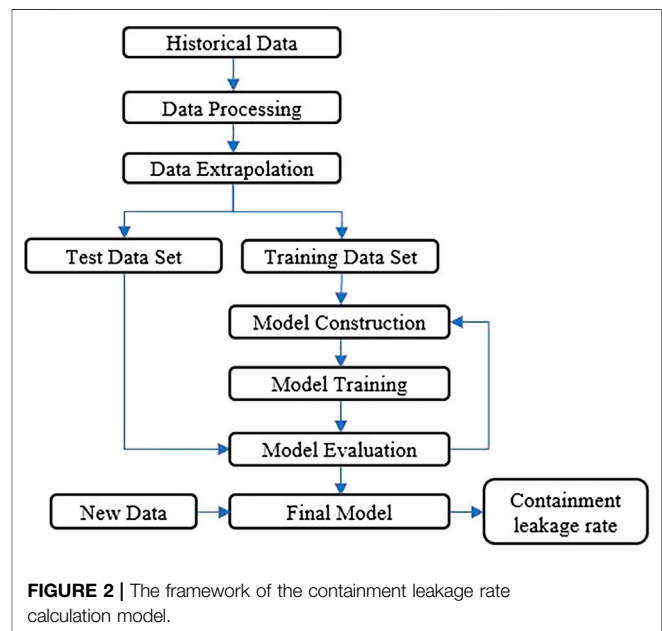 Historical Data
Data Processing
Data Extrapolation
Test Data Set
Training Data Set
Model Construction
Model Training
Model Evaluation
New Data
Final Model
Containment
leakage rate
FIGURE 2 | The framework of the containment leakage rate
calculation model.